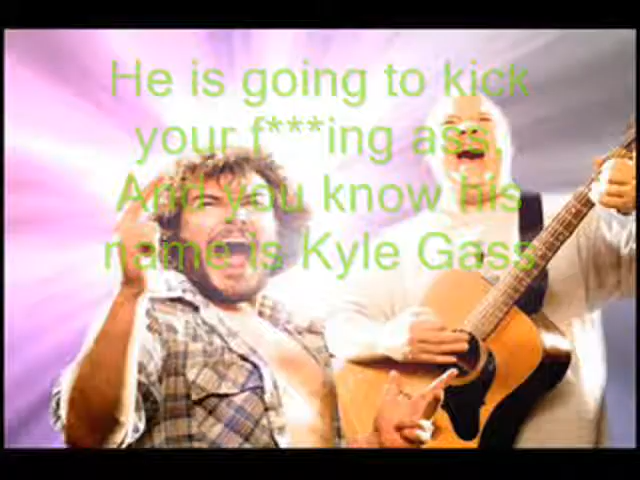 He is going to kick
your f***ing ass.
And you know his
name is Kyle Gass